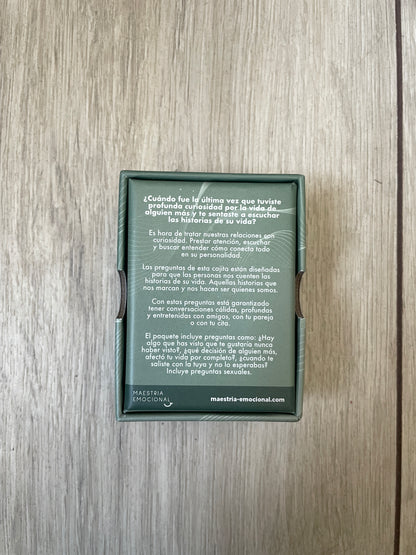 ¿Cuándo fue la última vez que tuviste
profunda curiosidad por la vida de
alguien más y te sentaste a escuchar
las historias de su vida?
Es hora de tratar nuestras relaciones con
curiosidad. Prestar atención, escuchar
y buscar entender cómo conecta todo
en su personalidad.
Las preguntas de esta cajita están diseñadas
para que las personas nos cuenten las
historias de su vida. Aquellas historias que
nos marcan y nos hacen ser quienes somos.
Con estas preguntas está garantizado
tener conversaciones cálidas, profundas
y entretenidas con amigos, con tu pareja
o con tu cita.
El paquete incluye preguntas como: ¿Hay
algo que has visto que te gustaría nunca
haber visto?, ¿qué decisión de alguien más,
afectó tu vida por completo?, ¿cuándo te
saliste con la tuya y no lo esperabas?
Incluye preguntas sexuales.
MAESTRIA
EMOCIONAL
maestria-emocional.com